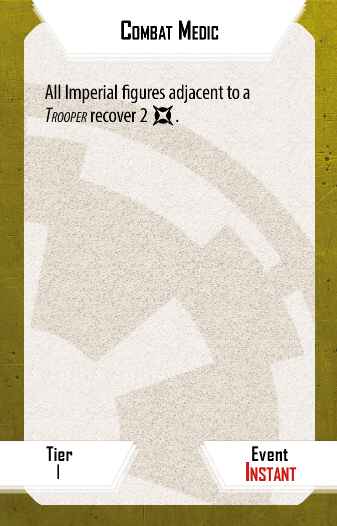 Combat Medic
All Imperial figures adjacent to a
Trooper recover 2 .
Tier
I
Event
Instant